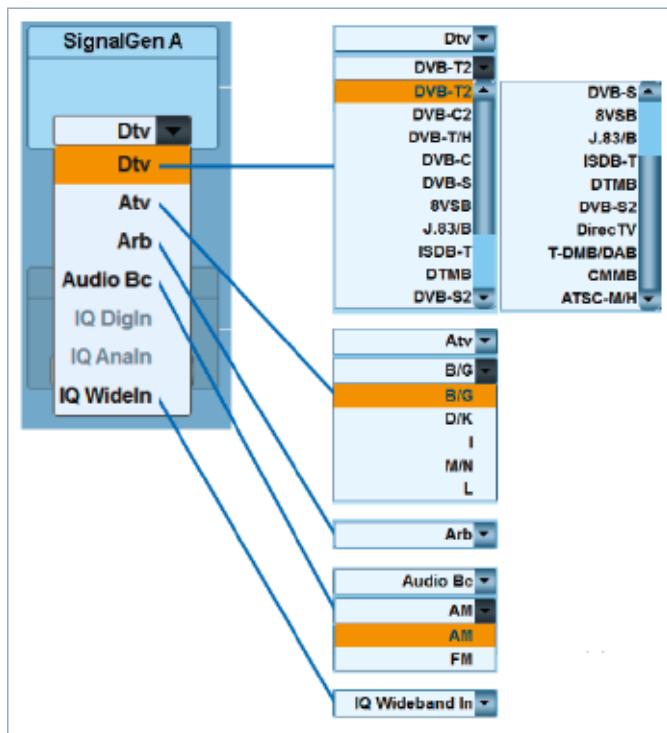 SignalGen A
Dtv
Dtv
Atv
Arb
Audio Bc
IQ DigIn
IQ AnaIn
IQ WideIn
Dtv
DVB-T2
DVB-T2
DVB-C2
DVB-T/H
DVB-C
DVB-S
8VSB
J.83/B
ISDB-T
DTMB
DVB-S2
DVB-S
8VSB
J.83/B
ISDB-T
DTMB
DVB-S2
DirecTV
T-DMB/DAB
CMMB
ATSC-M/H
Atv
B/G
B/G
D/K
I
M/N
L
Arb
Audio Bc
AM
AM
FM
IQ Wideband In